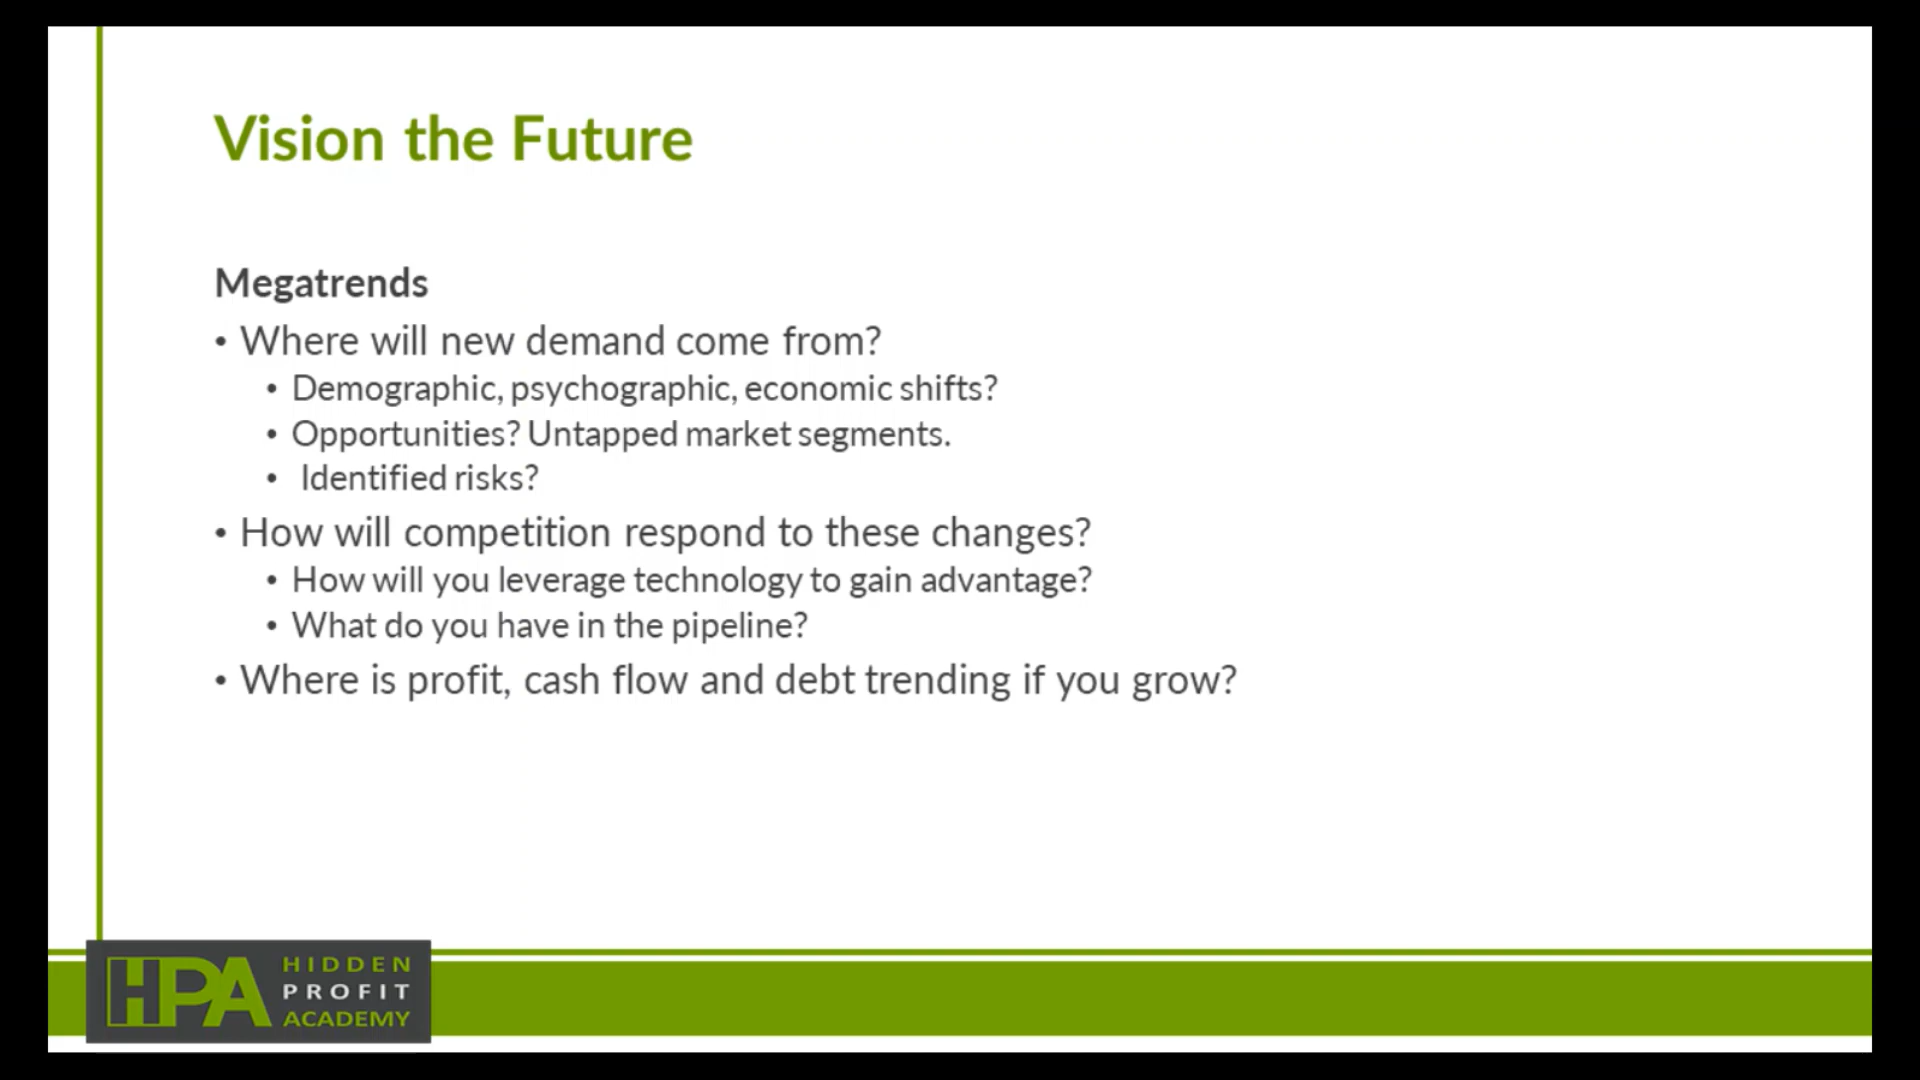 Vision the Future
Megatrends
• Where will new demand come from?
• Demographic, psychographic, economic shifts?
• Opportunities? Untapped market segments.
• Identified risks?
• How will competition respond to these changes?
• How will you leverage technology to gain advantage?
• What do you have in the pipeline?
• Where is profit, cash flow and debt trending if you grow?
HPA
HIDDEN
PROFIT
ACADEMY